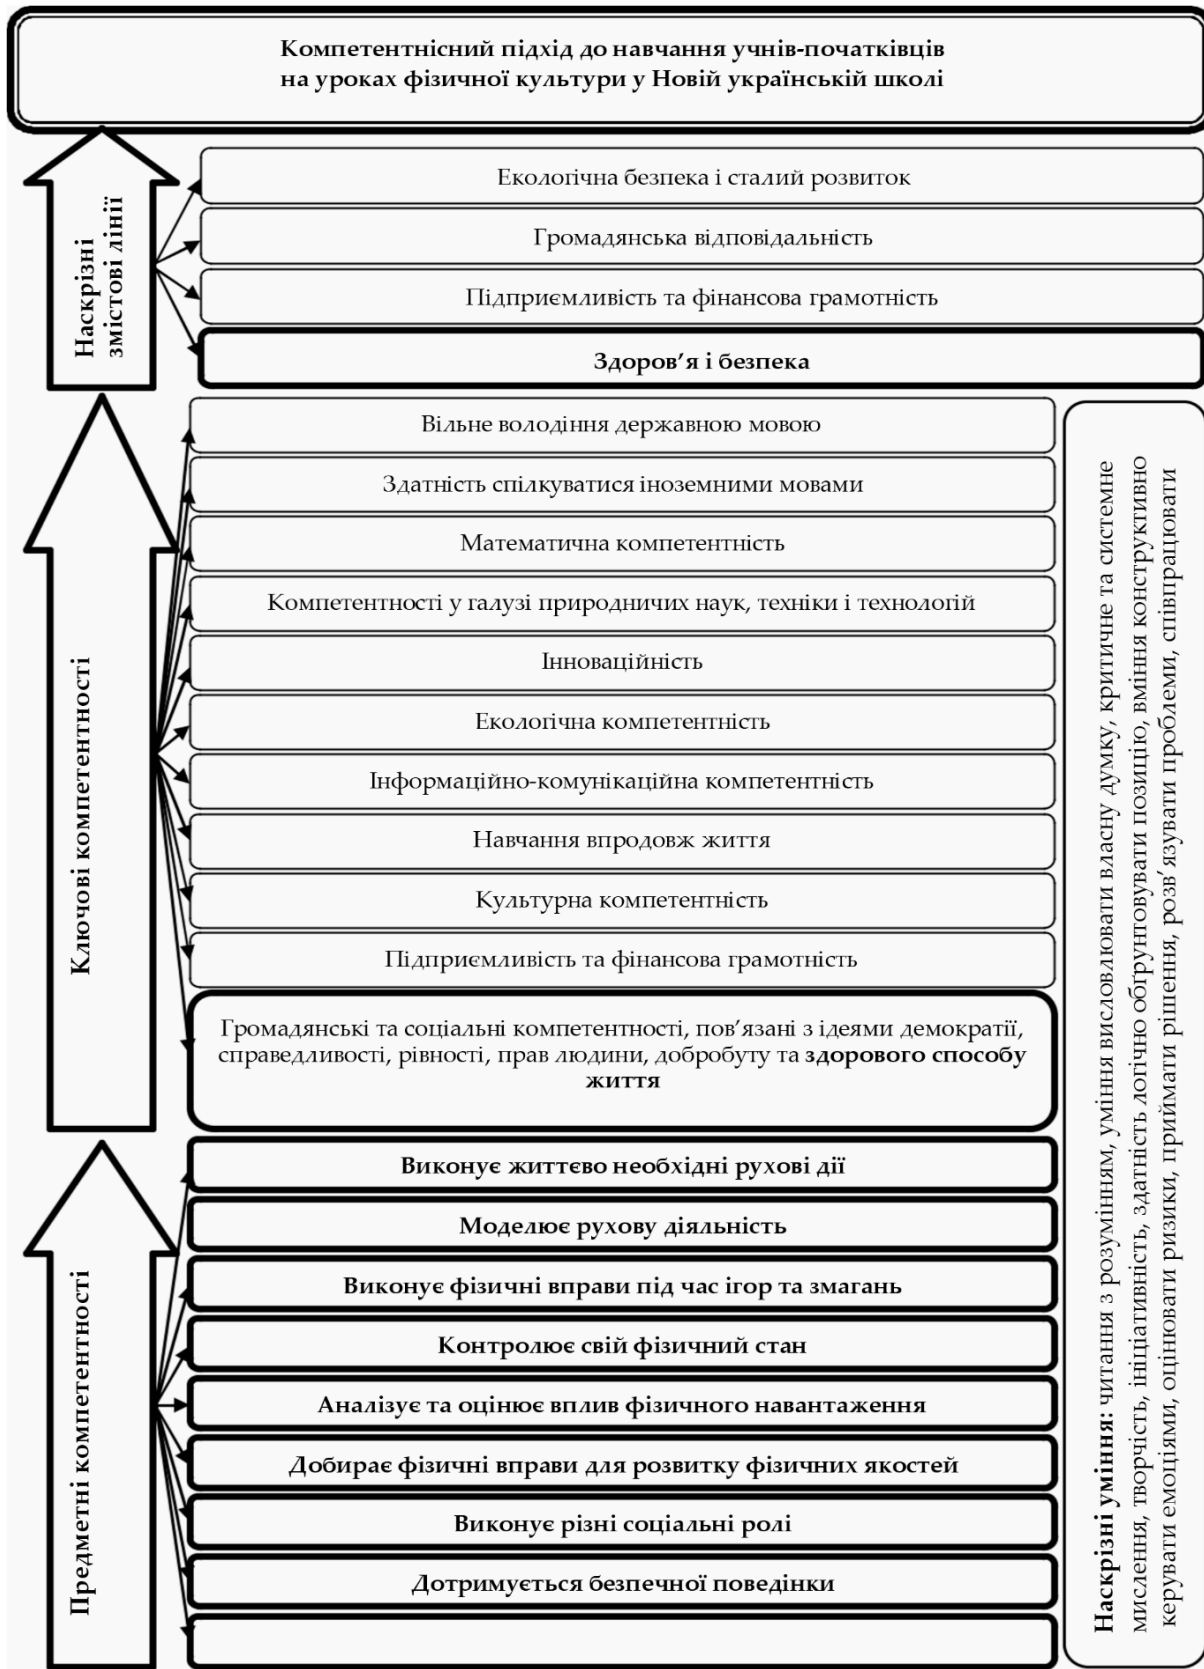 Компетентнісний підхід до навчання учнів-початківців
на уроках фізичної культури у Новій українській школі
Наскрізні
змістові лінії
Екологічна безпека і сталий розвиток
Громадянська відповідальність
Підприємливість та фінансова грамотність
Здоров’я і безпека
Ключові компетентності
Вільне володіння державною мовою
Здатність спілкуватися іноземними мовами
Математична компетентність
Компетентності у галузі природничих наук, техніки і технологій
Інноваційність
Екологічна компетентність
Інформаційно-комунікаційна компетентність
Навчання впродовж життя
Культурна компетентність
Підприємливість та фінансова грамотність
Громадянські та соціальні компетентності, пов’язані з ідеями демократії,
справедливості, рівності, прав людини, добробуту та здорового способу
життя
Предметні компетентності
Виконує життєво необхідні рухові дії
Моделює рухову діяльність
Виконує фізичні вправи під час ігор та змагань
Контролює свій фізичний стан
Аналізує та оцінює вплив фізичного навантаження
Добирає фізичні вправи для розвитку фізичних якостей
Виконує різні соціальні ролі
Дотримується безпечної поведінки
Наскрізні уміння: читання з розумінням, уміння висловлювати власну думку, критичне та системне
мислення, творчість, ініціативність, здатність логічно обґрунтовувати позицію, вміння конструктивно
керувати емоціями, оцінювати ризики, приймати рішення, розв’язувати проблеми, співпрацювати